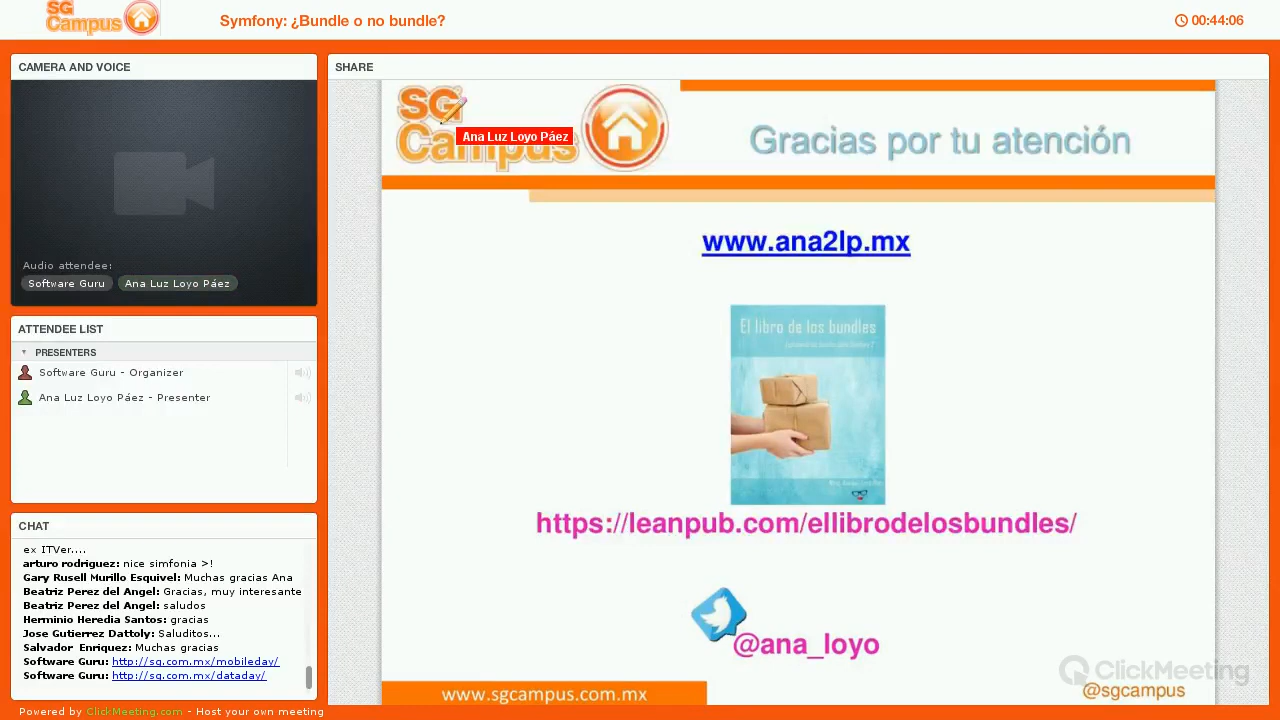 SG
Campus
Symfony: ¿Bundle o no bundle?
00:44:06
CAMERA AND VOICE
Audio attendee:
Software Guru
Ana Luz Loyo Páez
ATTENDEE LIST
PRESENTERS
Software Guru - Organizer
Ana Luz Loyo Páez - Presenter
CHAT
ex ITVer....
arturo rodriguez: nice simfonia >!
Gary Rusell Murillo Esquivel: Muchas gracias Ana
Beatriz Perez del Angel: Gracias, muy interesante
Beatriz Perez del Angel: saludos
Herminio Heredia Santos: gracias
Jose Gutierrez Dattoly: Saluditos...
Salvador Enriquez: Muchas gracias
Software Guru: http://sg.com.mx/mobileday/
Software Guru: http://sg.com.mx/dataday/
Powered by ClickMeeting.com - Host your own meeting
SHARE
SG
Campus
Ana Luz Loyo Páez
Gracias por tu atención
www.ana2lp.mx
El libro de los bundles
https://leanpub.com/ellibrodelosbundles/
@ana_loyo
ClickMeeting
www.sgcampus.com.mx
@sgcampus